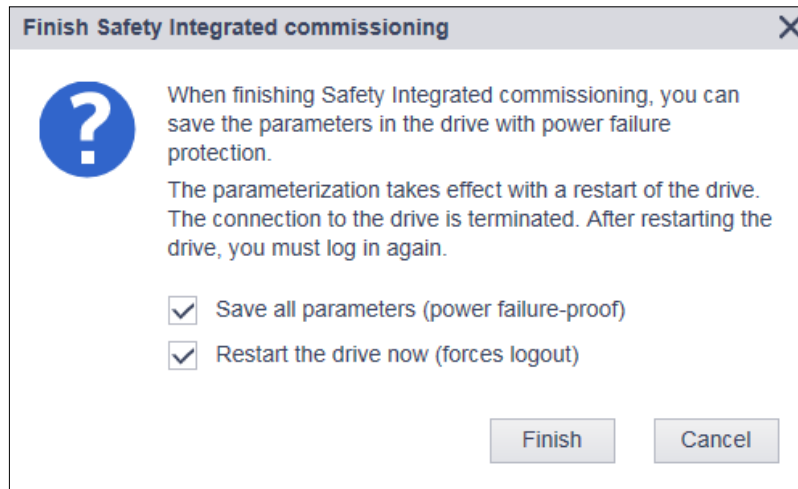 Finish Safety Integrated commissioning
When finishing Safety Integrated commissioning, you can
save the parameters in the drive with power failure
protection.
The parameterization takes effect with a restart of the drive.
The connection to the drive is terminated. After restarting the
drive, you must log in again.
Save all parameters (power failure-proof)
Restart the drive now (forces logout)
Finish Cancel